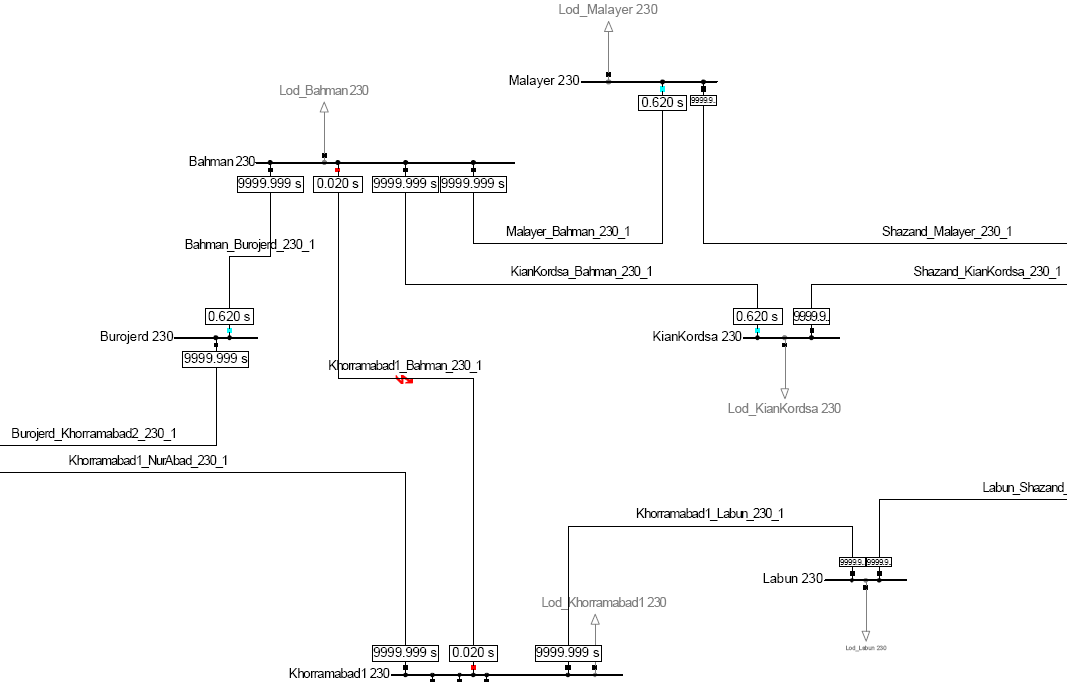 Lod_Malayer 230
Malayer 230
0.620 s
9999.9..
Lod_Bahman 230
Bahman 230
9999.999 s
0.020 s
9999.999 s
9999.999 s
Malayer_Bahman_230_1
Shazand_Malayer_230_1
Bahman_Burojerd_230_1
KianKordsa_Bahman_230_1
Shazand_KianKordsa_230_1
0.620 s
0.620 s
9999.9..
Burojerd 230
KianKordsa 230
9999.999 s
Khorramabad1_Bahman_230_1
Lod_KianKordsa 230
Burojerd_Khorramabad2_230_1
Khorramabad1_NurAbad_230_1
Labun_Shazand_
Khorramabad1_Labun_230_1
9999.9..
9999.9..
Labun 230
Lod_Khorramabad1 230
Lod_Labun 230
9999.999 s
0.020 s
9999.999 s
Khorramabad1 230